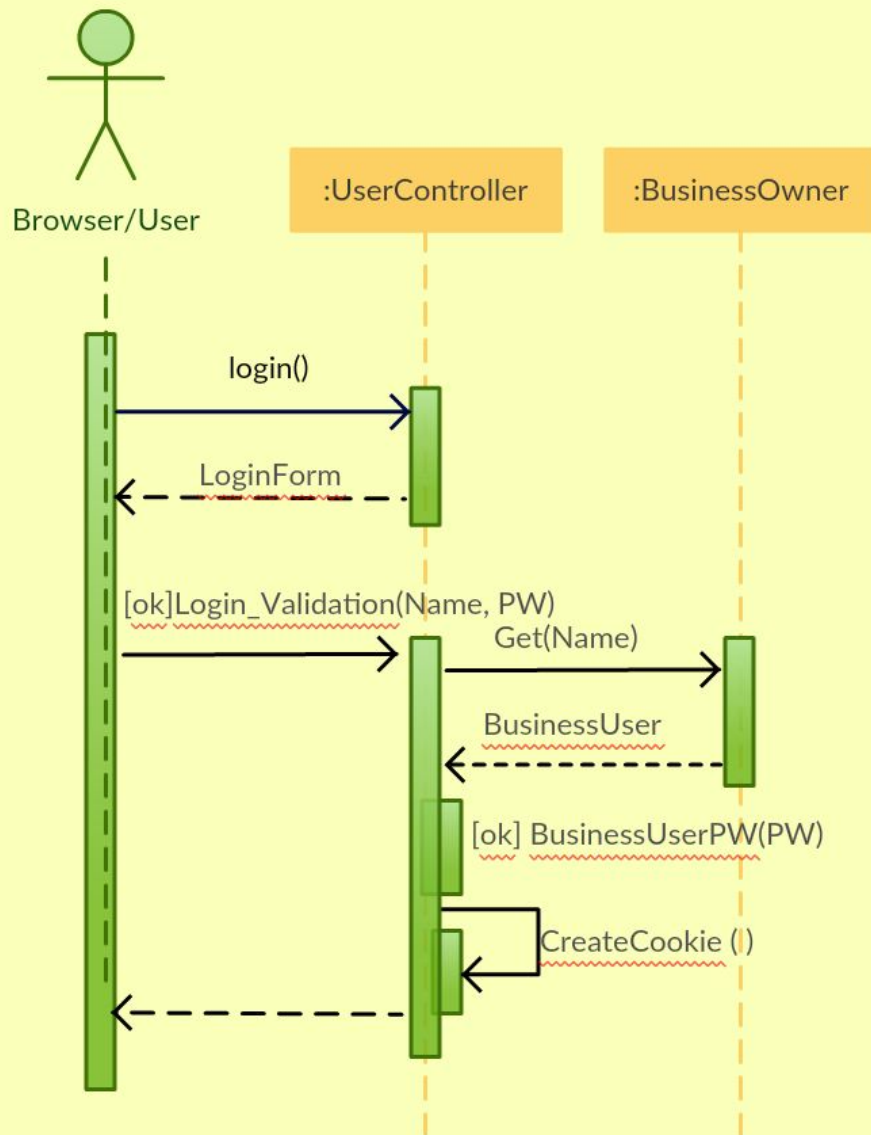 :UserController
:BusinessOwner
Browser/User
login()
LoginForm
[ok]Login_Validation(Name, PW)
Get(Name)
BusinessUser
[ok] BusinessUserPW(PW)
CreateCookie ( )